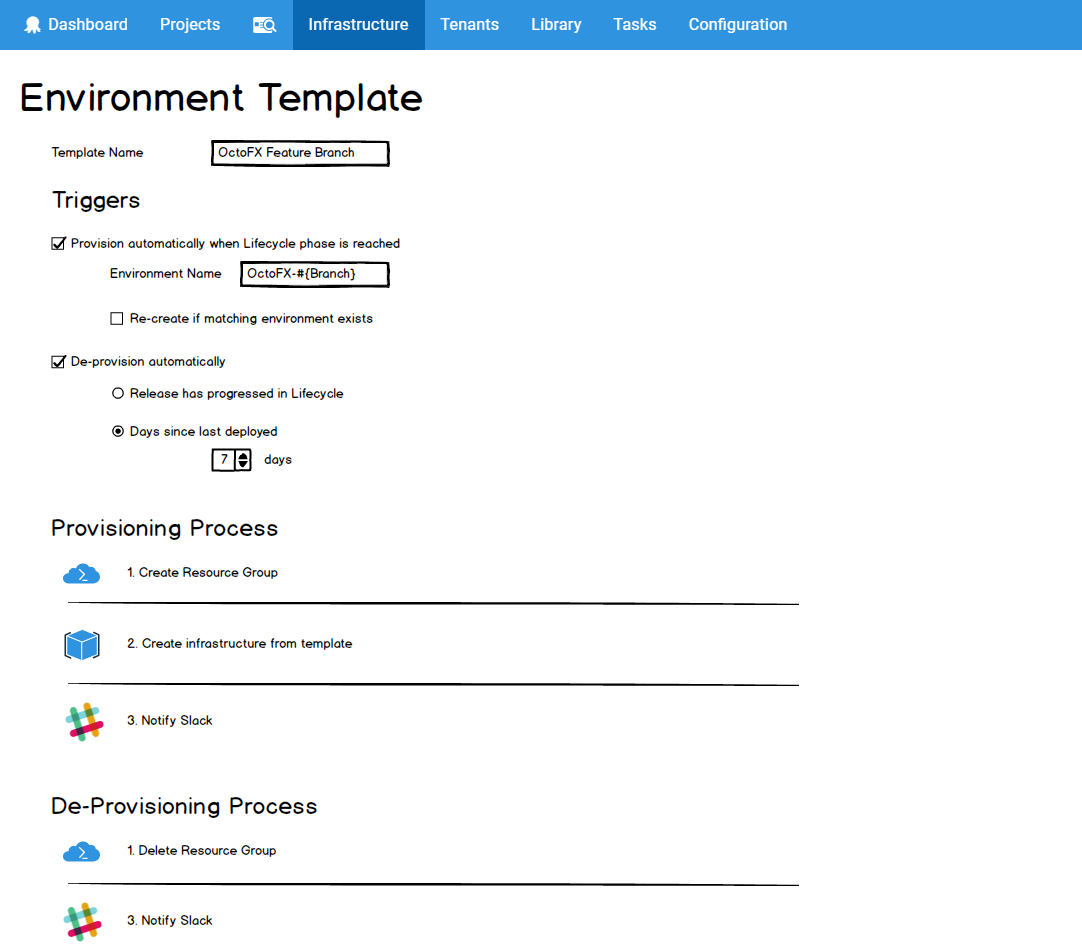 Dashboard Projects Infrastructure Tenants Library Tasks Configuration
Environment Template
Template Name OctoFX Feature Branch
Triggers
Provision automatically when Lifecycle phase is reached
Environment Name OctoFX-#{Branch}
Re-create if matching environment exists
De-provision automatically
Release has progressed in Lifecycle
Days since last deployed
7 days
Provisioning Process
1. Create Resource Group
2. Create infrastructure from template
3. Notify Slack
De-Provisioning Process
1. Delete Resource Group
3. Notify Slack